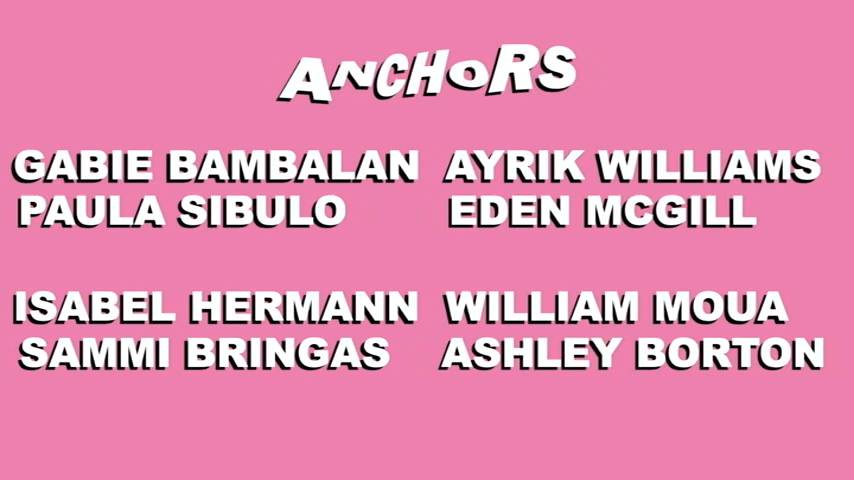 ANCHORS
GABIE BAMBALAN
PAULA SIBULO
AYRIK WILLIAMS
EDEN MCGILL
ISABEL HERMANN
SAMMI BRINGAS
WILLIAM MOUA
ASHLEY BORTON